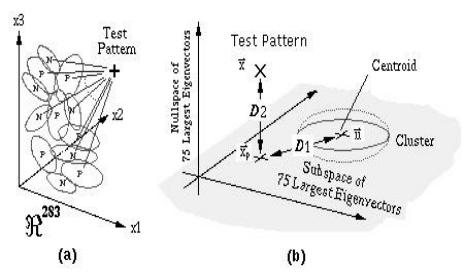 x3
Test
Pattern
N
P
P
N
N
P
N
P
N
x2
x1
ℜ²⁸³
(a)
Nullspace of
75 Largest Eigenvectors
Test Pattern
x
D2
xₚ
D1
Centroid
Cluster
Subspace of
75 Largest Eigenvectors
(b)